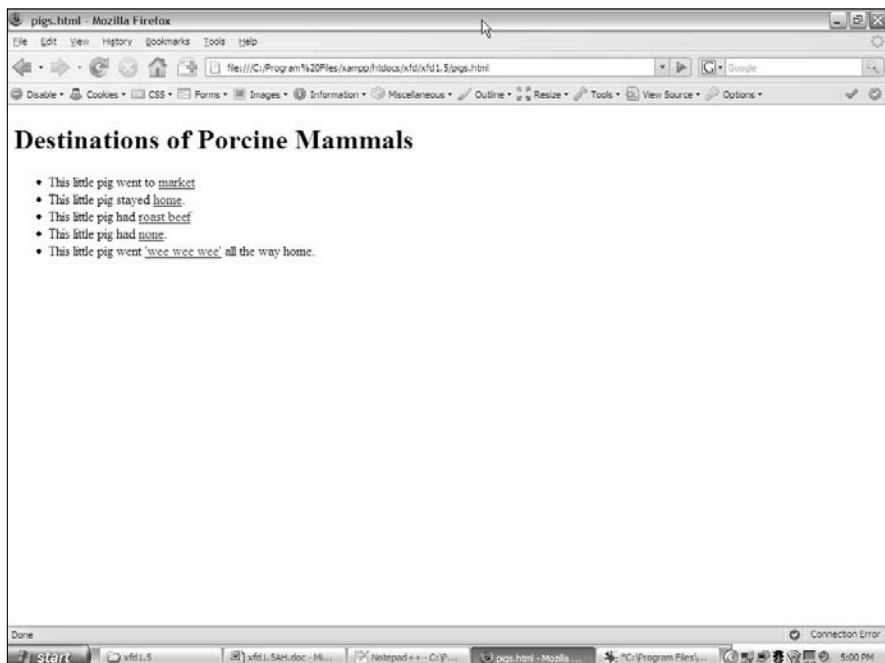 pigs.html - Mozilla Firefox
File Edit View History Bookmarks Tools Help
file:///C:/Program%20Files/xampp/htdocs/xfd/xfd1.5/pigs.html
G Google
Disable Cookies CSS Forms Images Information Miscellaneous Outline Resize Tools View Source Options
Destinations of Porcine Mammals
• This little pig went to market
• This little pig stayed home.
• This little pig had roast beef
• This little pig had none.
• This little pig went 'wee wee wee' all the way home.
Done Connection Error
start xfd1.5 xfd1.5AH.doc - Mi... Notepad++ - C:\P... pigs.html - Mozilla ... *C:\Program Files\... 5:00 PM